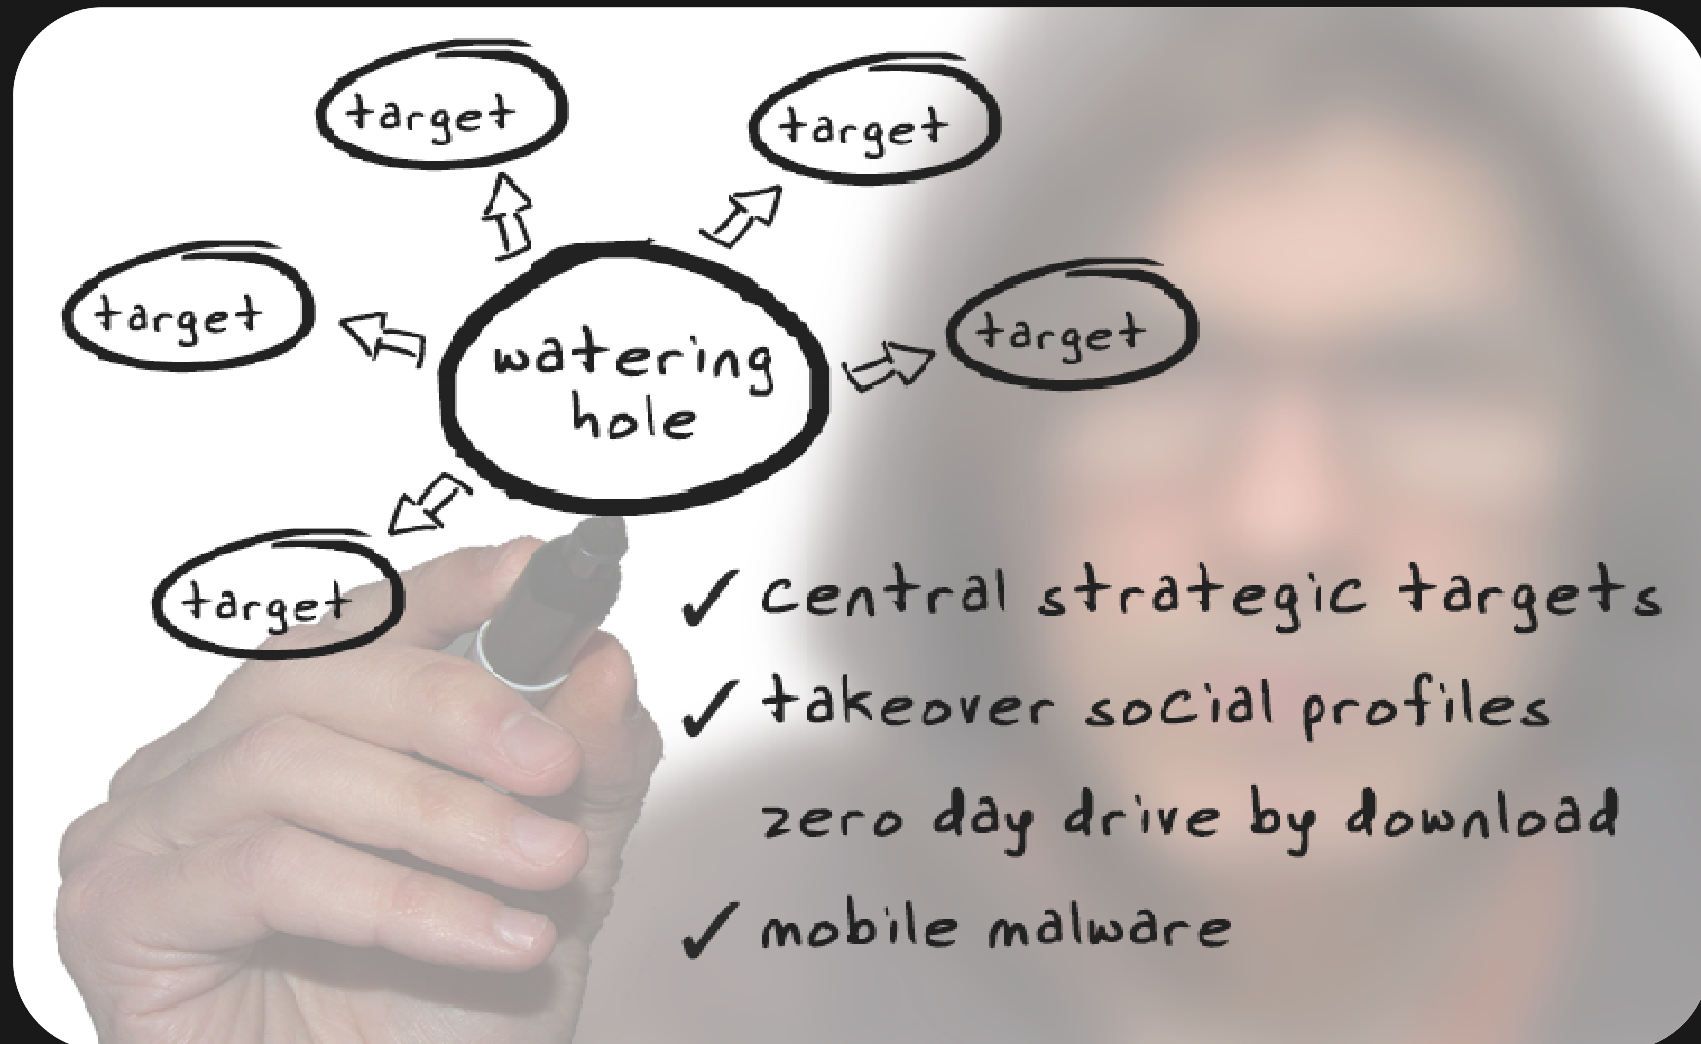 target
target
target
target
watering
hole
target
✓ central strategic targets
✓ takeover social profiles
zero day drive by download
✓ mobile malware